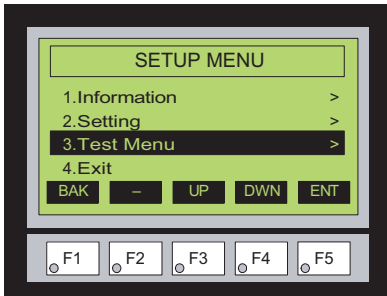 SETUP MENU
1.Information >
2.Setting >
3.Test Menu >
4.Exit
BAK – UP DWN ENT
F1 F2 F3 F4 F5